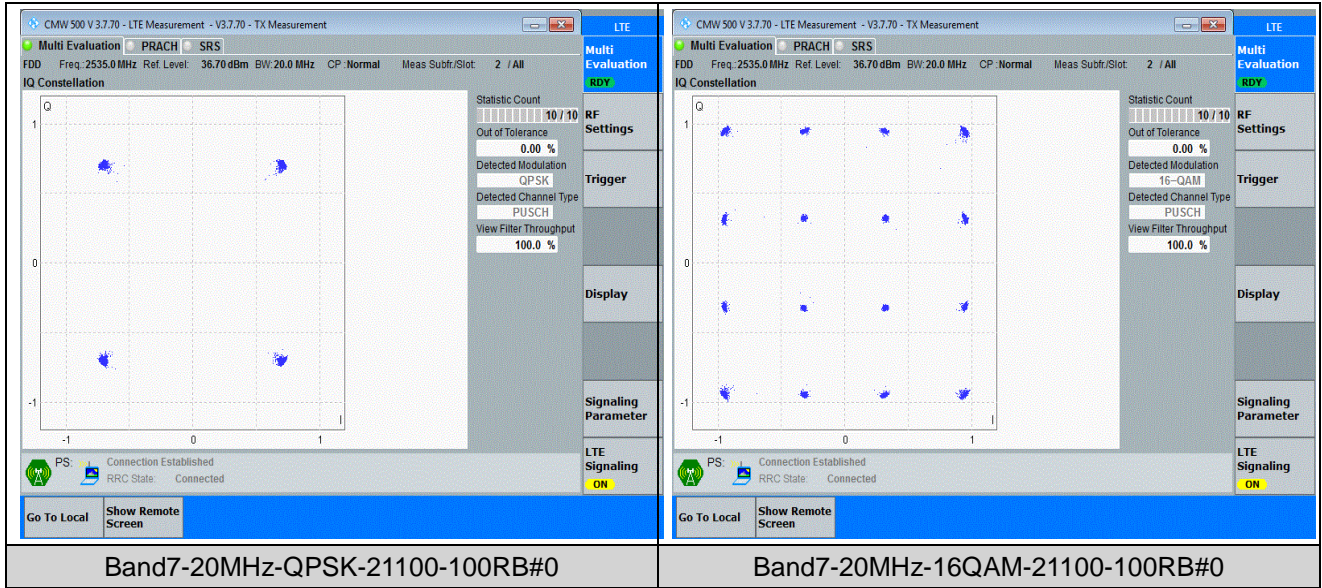 CMW 500 V 3.7.70 - LTE Measurement - V3.7.70 - TX Measurement
LTE
Multi Evaluation PRACH SRS
Multi Evaluation
RDY
FDD Freq.:2535.0 MHz Ref. Level: 36.70 dBm BW:20.0 MHz CP :Normal Meas Subfr./Slot: 2 / All
IQ Constellation
Q
1
0
-1
I
-1 0 1
Statistic Count
10 / 10
Out of Tolerance
0.00 %
Detected Modulation
QPSK
Detected Channel Type
PUSCH
View Filter Throughput
100.0 %
RF
Settings
Trigger
Display
Signaling
Parameter
LTE
Signaling
ON
PS: Connection Established
RRC State: Connected
Go To Local
Show Remote
Screen
Band7-20MHz-QPSK-21100-100RB#0
CMW 500 V 3.7.70 - LTE Measurement - V3.7.70 - TX Measurement
LTE
Multi Evaluation PRACH SRS
Multi
Evaluation
RDY
FDD Freq.:2535.0 MHz Ref. Level: 36.70 dBm BW:20.0 MHz CP :Normal Meas Subfr./Slot: 2 / All
IQ Constellation
Q
1
0
-1
I
-1 0 1
Statistic Count
10 / 10
Out of Tolerance
0.00 %
Detected Modulation
16-QAM
Detected Channel Type
PUSCH
View Filter Throughput
100.0 %
RF
Settings
Trigger
Display
Signaling
Parameter
LTE
Signaling
ON
PS: Connection Established
RRC State: Connected
Go To Local
Show Remote
Screen
Band7-20MHz-16QAM-21100-100RB#0